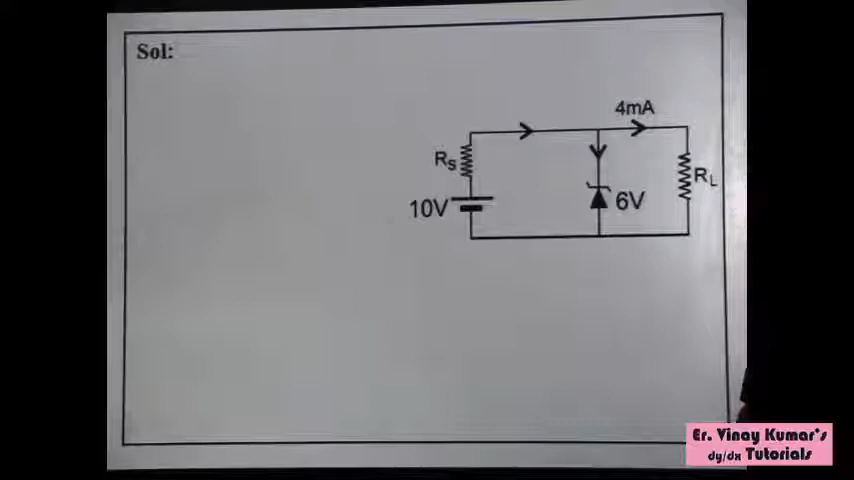 Sol:
4mA
RS
RL
10V
6V
Er. Vinay Kumar's
dy/dx Tutorials